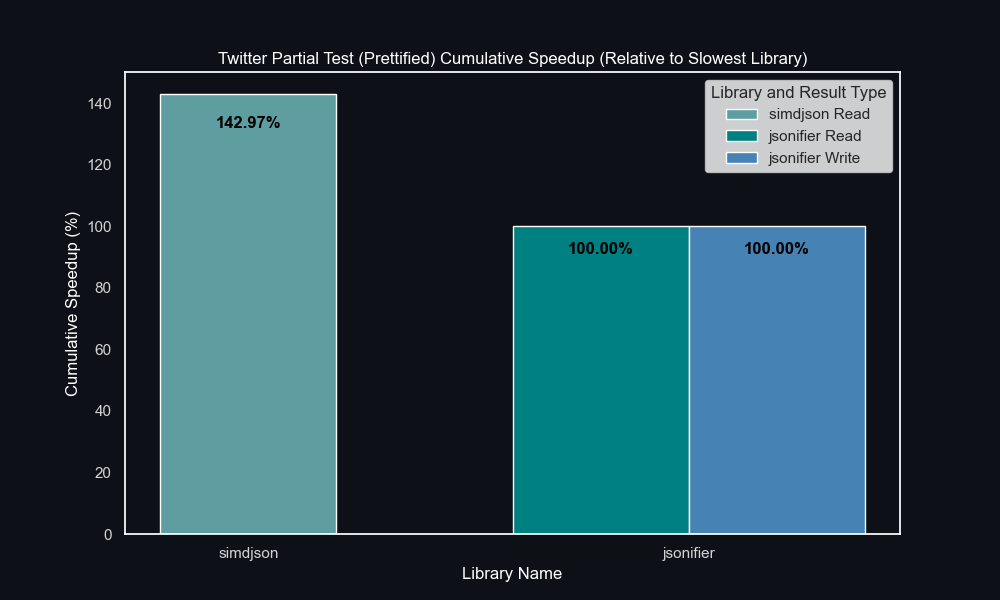 Twitter Partial Test (Prettified) Cumulative Speedup (Relative to Slowest Library)
Library and Result Type
simdjson Read
jsonifier Read
jsonifier Write
142.97%
100.00%
100.00%
Cumulative Speedup (%)
140
120
100
80
60
40
20
0
simdjson
jsonifier
Library Name